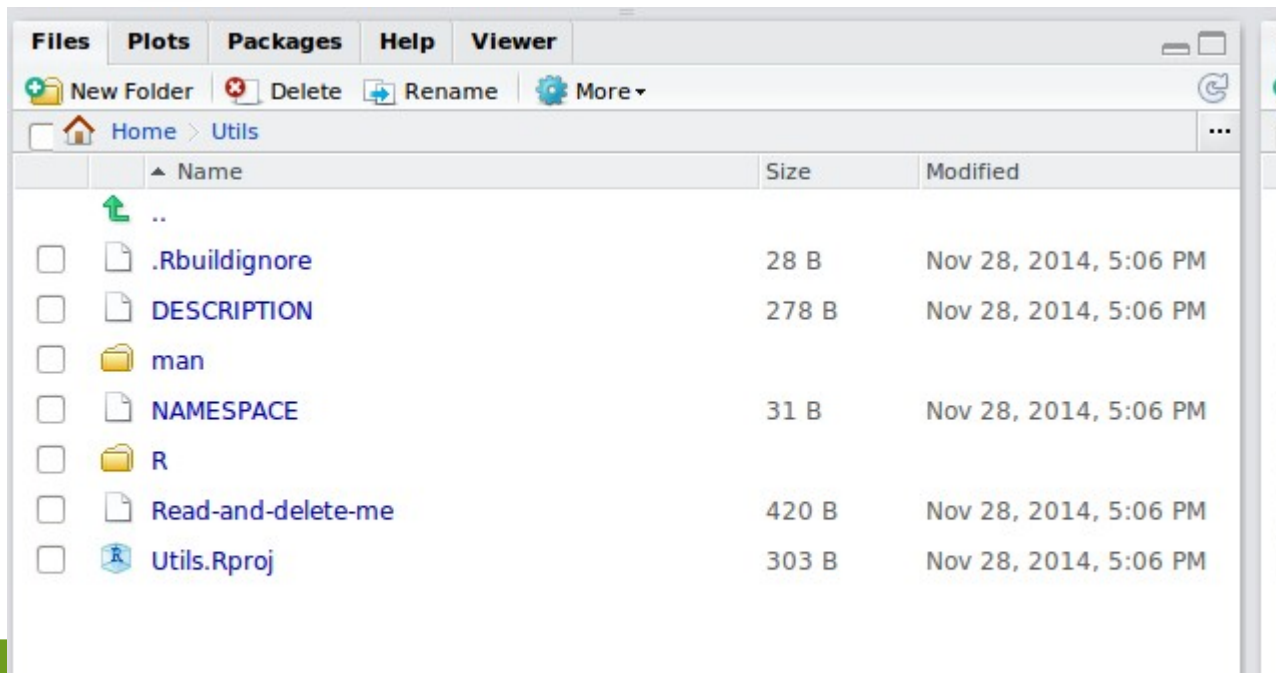 Files Plots Packages Help Viewer
New Folder Delete Rename More
Home Utils
Name Size Modified
..
.Rbuildignore 28 B Nov 28, 2014, 5:06 PM
DESCRIPTION 278 B Nov 28, 2014, 5:06 PM
man
NAMESPACE 31 B Nov 28, 2014, 5:06 PM
R
Read-and-delete-me 420 B Nov 28, 2014, 5:06 PM
Utils.Rproj 303 B Nov 28, 2014, 5:06 PM